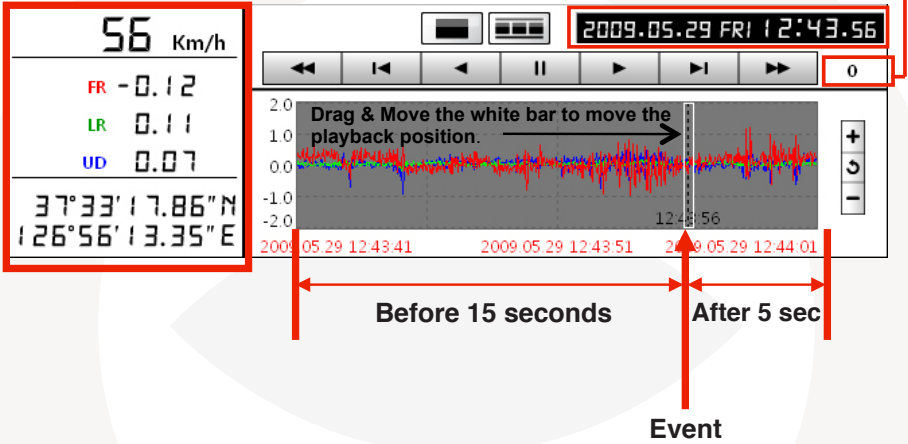 56 Km/h
FR -0.12
LR 0.11
UD 0.07
37°33'17.86"N
126°56'13.35"E
2009.05.29 FRI 12:43.56
0
2.0
1.0
0.0
-1.0
-2.0
Drag & Move the white bar to move the
playback position.
12:43:56
2009.05.29 12:43:41
2009.05.29 12:43:51
2009.05.29 12:44:01
Before 15 seconds
After 5 sec
Event